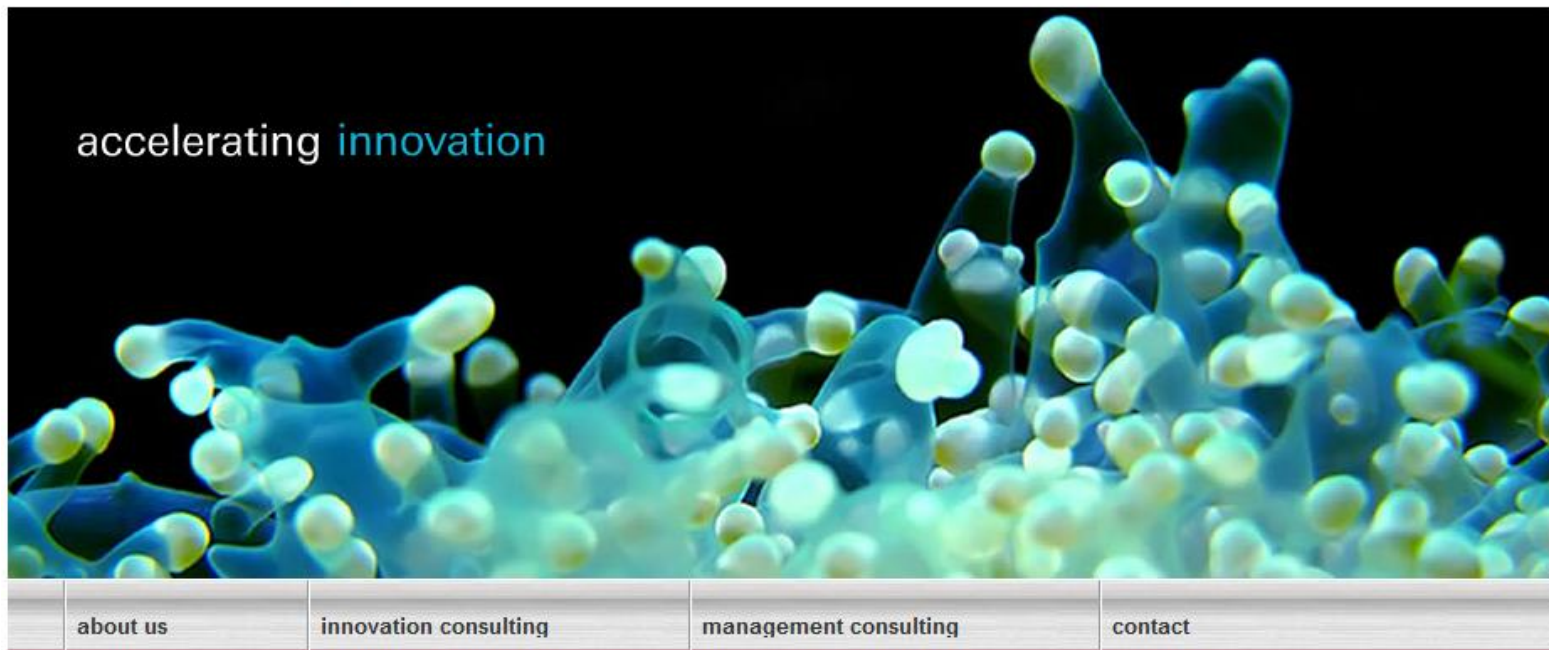 accelerating innovation
about us
innovation consulting
management consulting
contact